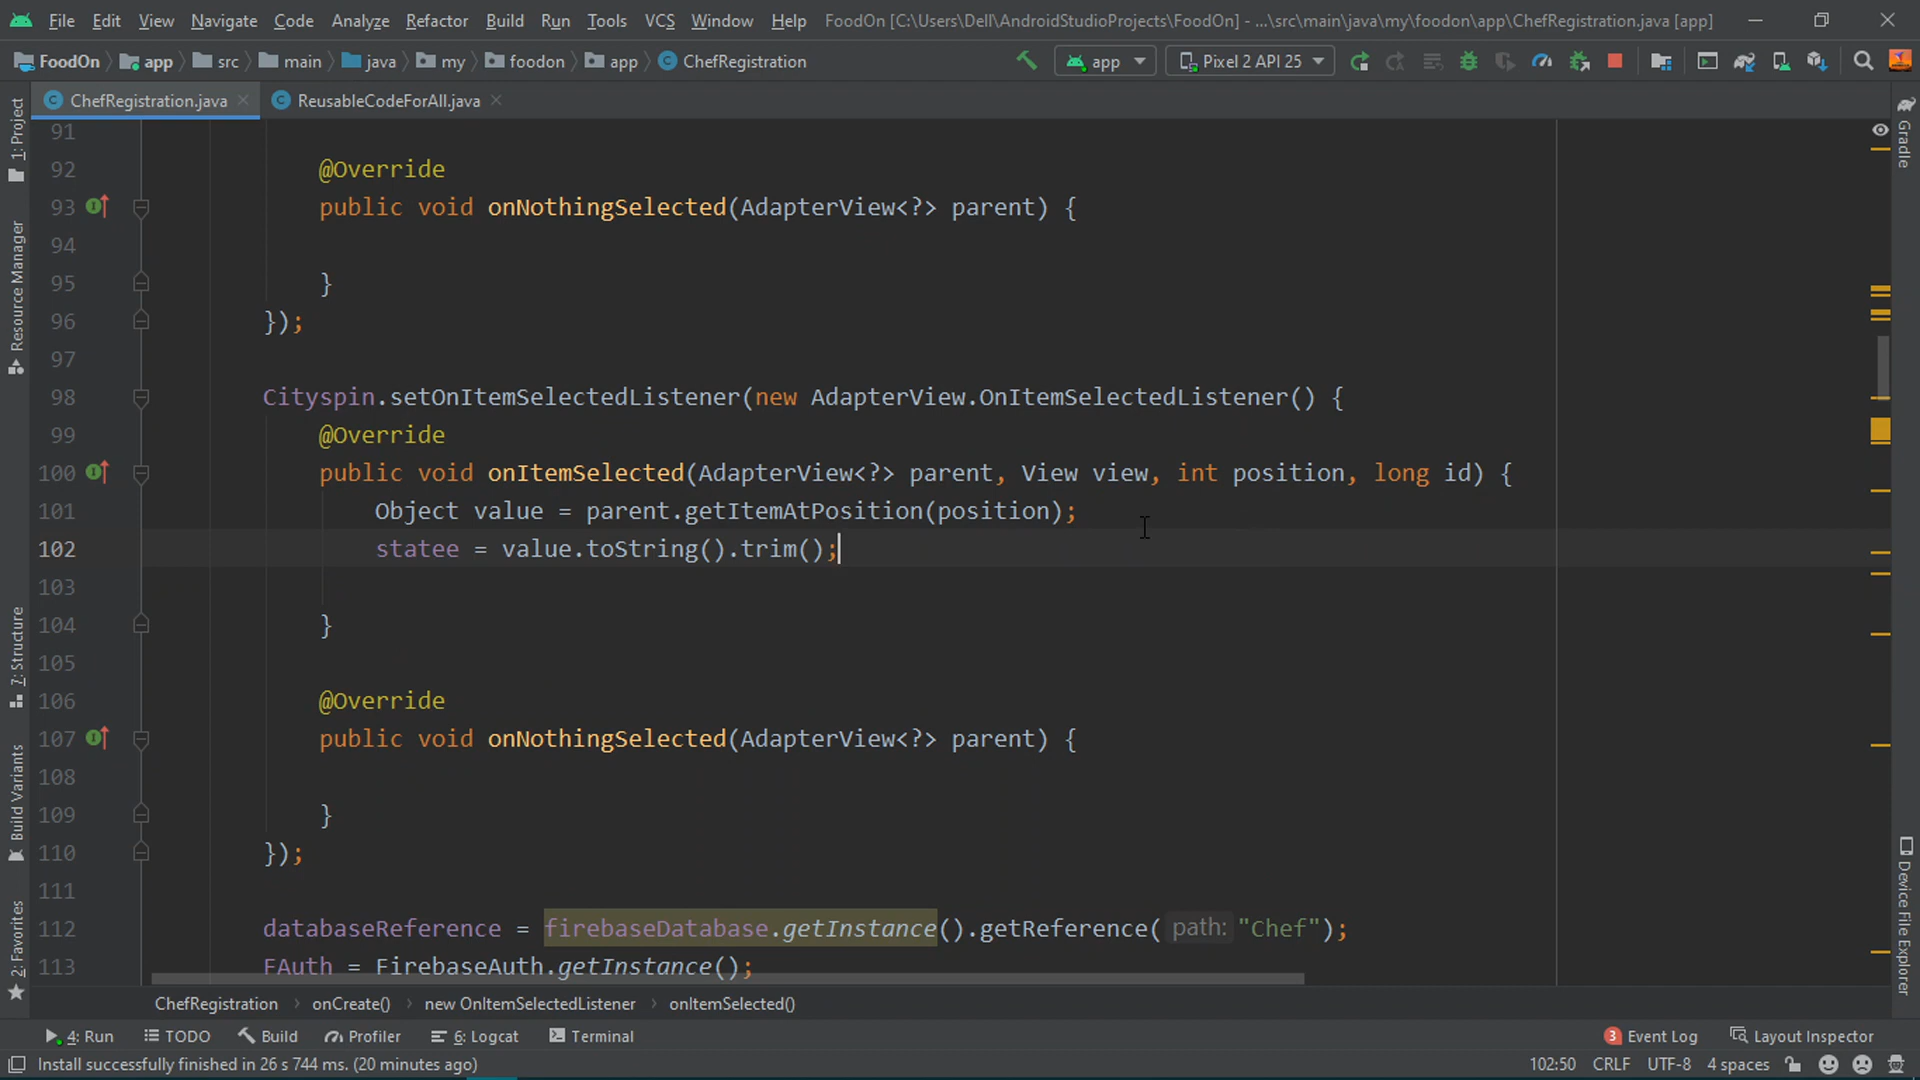 File Edit View Navigate Code Analyze Refactor Build Run Tools VCS Window Help FoodOn [C:\Users\Dell\AndroidStudioProjects\FoodOn] - ...\src\main\java\my\foodon\app\ChefRegistration.java [app]
FoodOn app src main java my foodon app ChefRegistration app Pixel 2 API 25
ChefRegistration.java ReusableCodeForAll.java
91
92 @Override
93 public void onNothingSelected(AdapterView<?> parent) {
94
95 }
96 });
97
98 Cityspin.setOnItemSelectedListener(new AdapterView.OnItemSelectedListener() {
99 @Override
100 public void onItemSelected(AdapterView<?> parent, View view, int position, long id) {
101 Object value = parent.getItemAtPosition(position);
102 statee = value.toString().trim();
103
104 }
105
106 @Override
107 public void onNothingSelected(AdapterView<?> parent) {
108
109 }
110 });
111
112 databaseReference = firebaseDatabase.getInstance().getReference( path: "Chef");
113 FAuth = FirebaseAuth.getInstance();
ChefRegistration onCreate() new OnItemSelectedListener onItemSelected()
4: Run TODO Build Profiler 6: Logcat Terminal 3 Event Log Layout Inspector
Install successfully finished in 26 s 744 ms. (20 minutes ago) 102:50 CRLF UTF-8 4 spaces
1: Project
Resource Manager
7: Structure
Build Variants
2: Favorites
Gradle
Device File Explorer